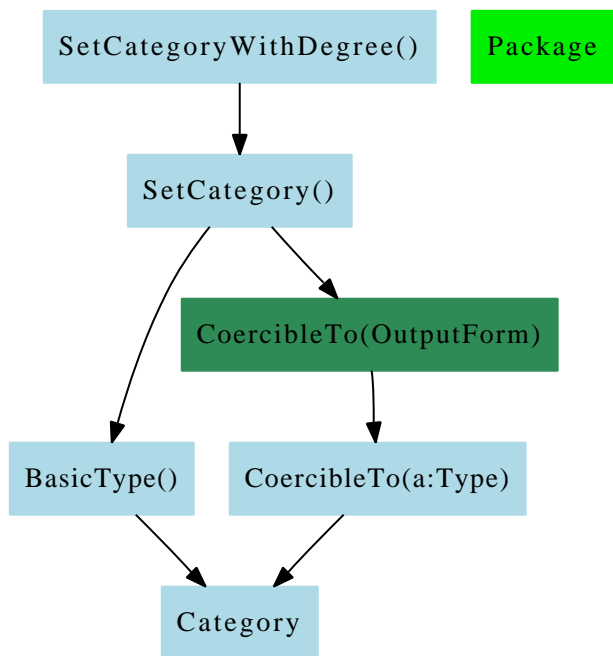 SetCategoryWithDegree()
Package
SetCategory()
CoercibleTo(OutputForm)
BasicType()
CoercibleTo(a:Type)
Category